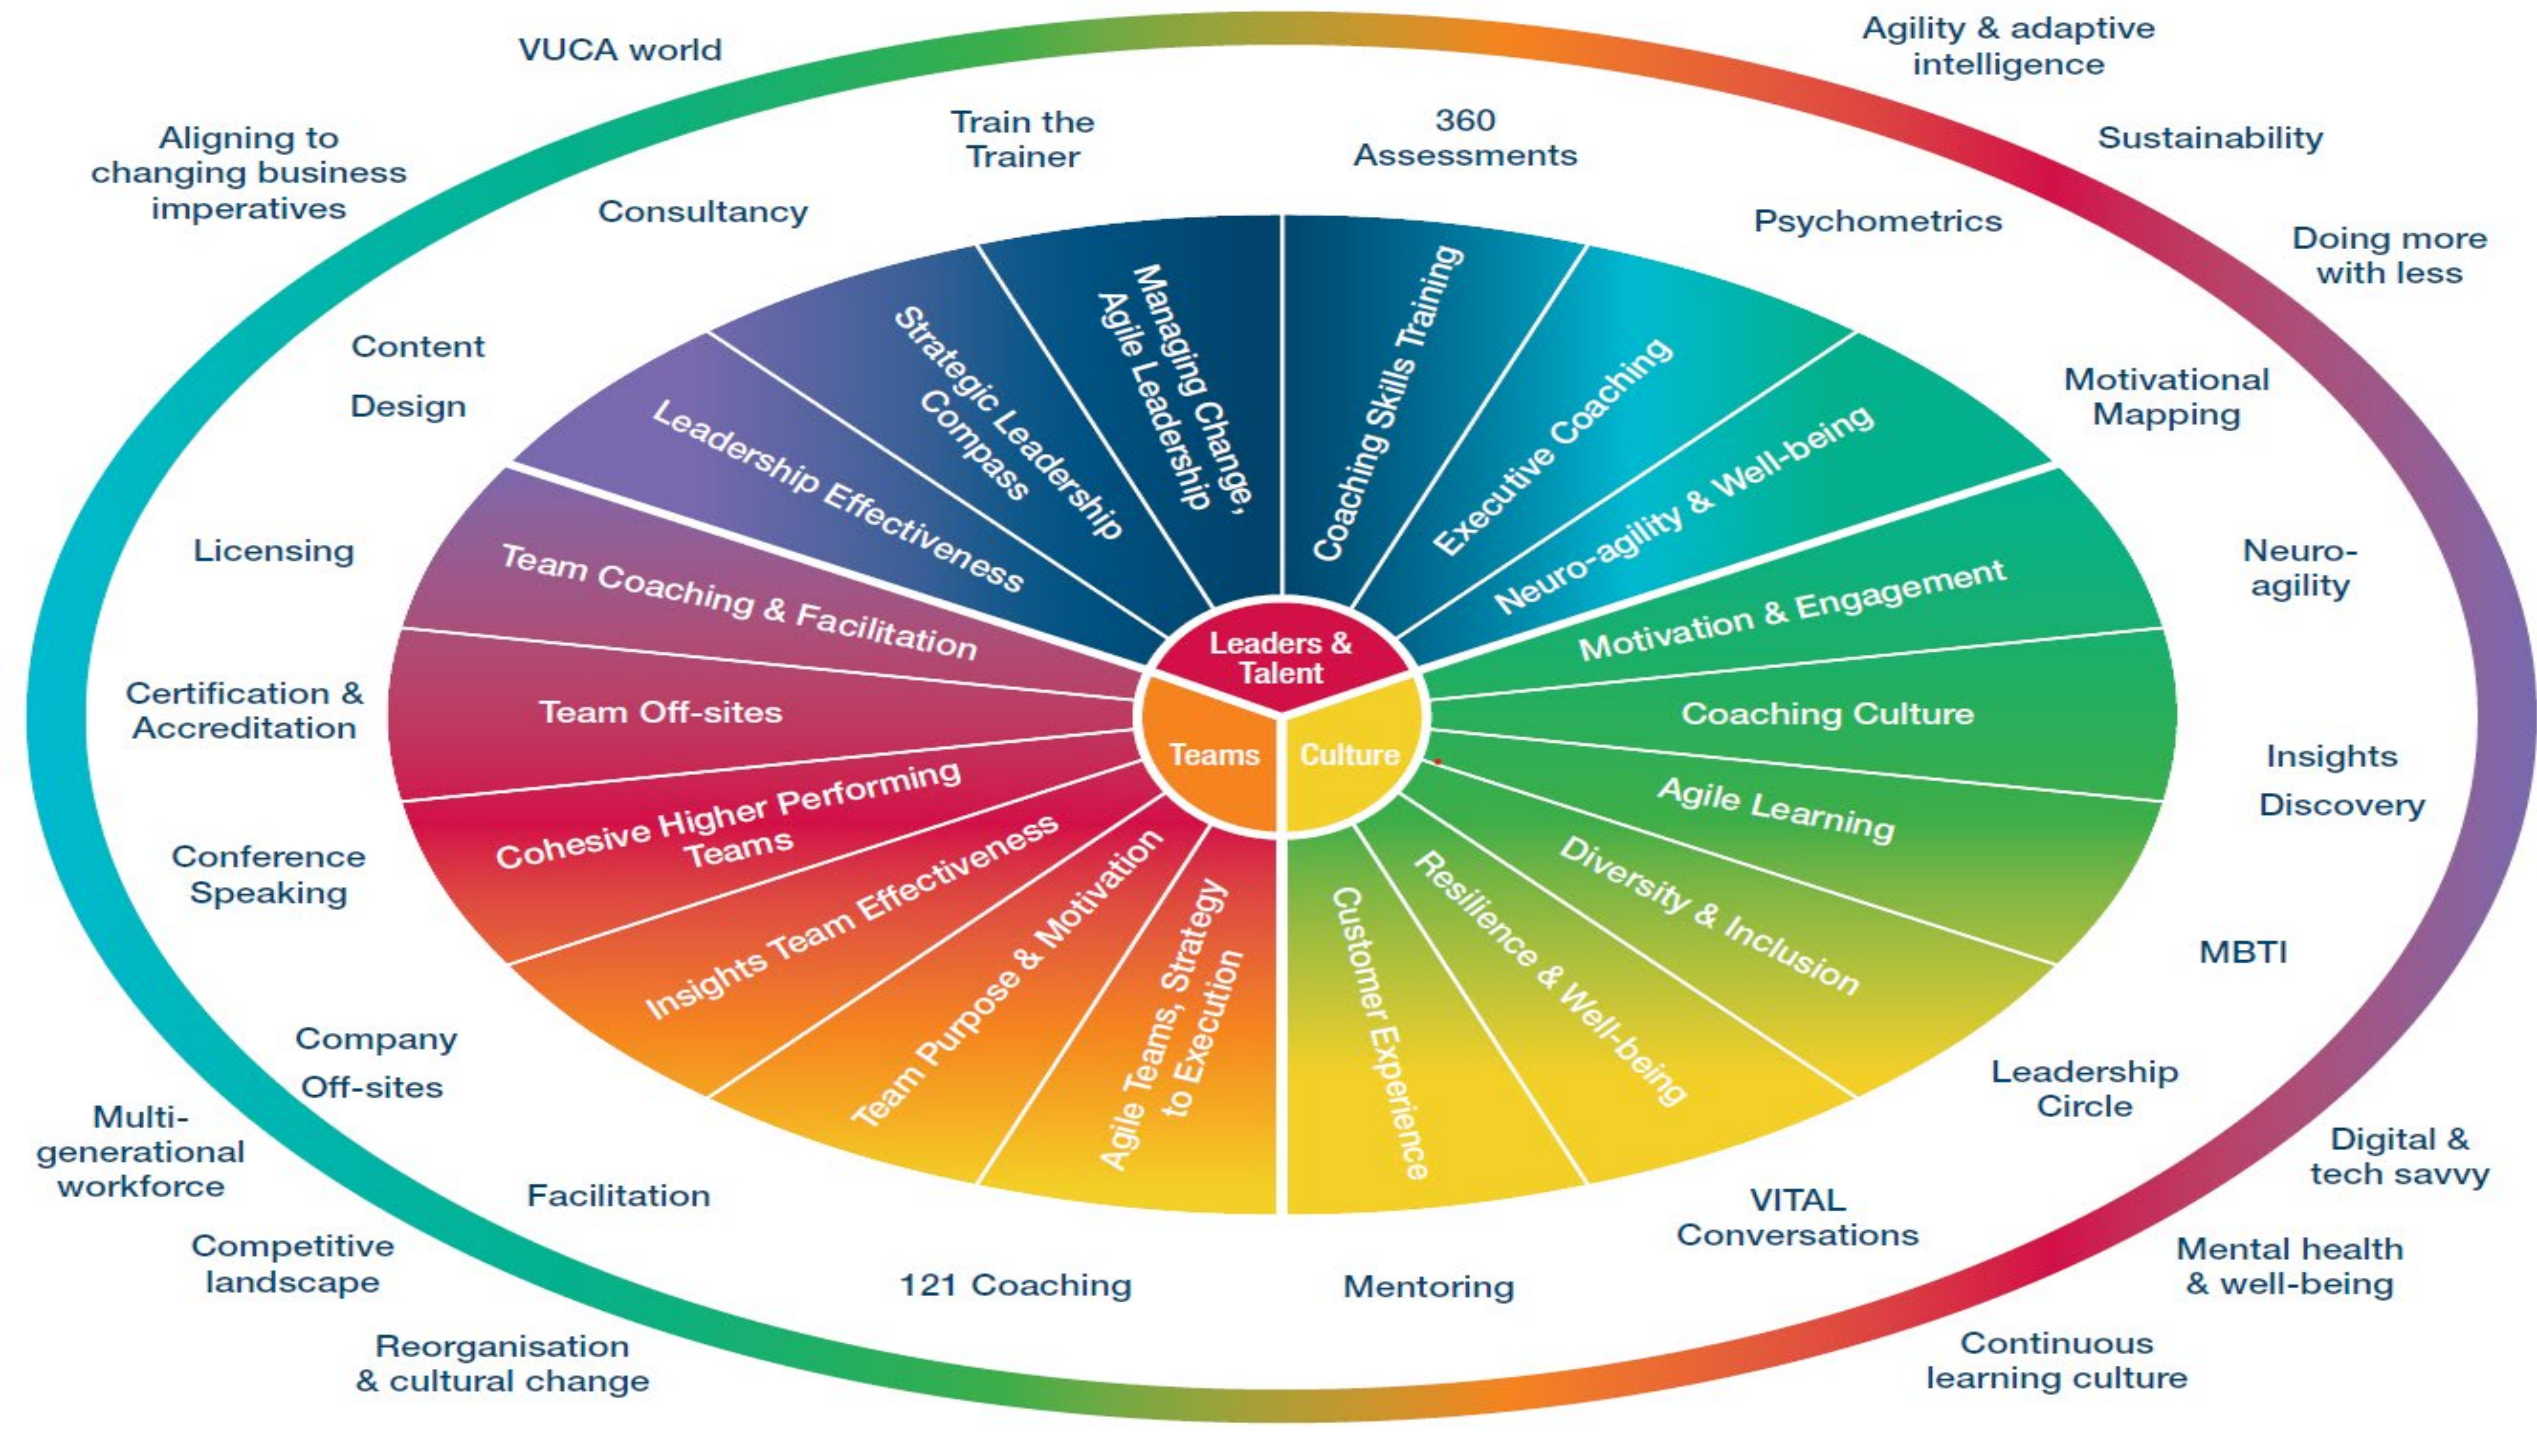 VUCA world
Agility & adaptive
intelligence
Aligning to
changing business
imperatives
Sustainability
Doing more
with less
Train the
Trainer
360
Assessments
Consultancy
Psychometrics
Content
Design
Motivational
Mapping
Licensing
Neuro-
agility
Certification &
Accreditation
Insights
Discovery
Conference
Speaking
MBTI
Company
Off-sites
Leadership
Circle
Facilitation
VITAL
Conversations
121 Coaching
Mentoring
Multi-
generational
workforce
Competitive
landscape
Reorganisation
& cultural change
Digital &
tech savvy
Mental health
& well-being
Continuous
learning culture
Leadership Effectiveness
Strategic Leadership
Compass
Managing Change,
Agile Leadership
Coaching Skills Training
Executive Coaching
Neuro-agility & Well-being
Motivation & Engagement
Coaching Culture
Agile Learning
Diversity & Inclusion
Resilience & Well-being
Customer Experience
Agile Teams, Strategy
to Execution
Team Purpose & Motivation
Insights Team Effectiveness
Cohesive Higher Performing
Teams
Team Off-sites
Team Coaching & Facilitation
Leaders &
Talent
Teams
Culture